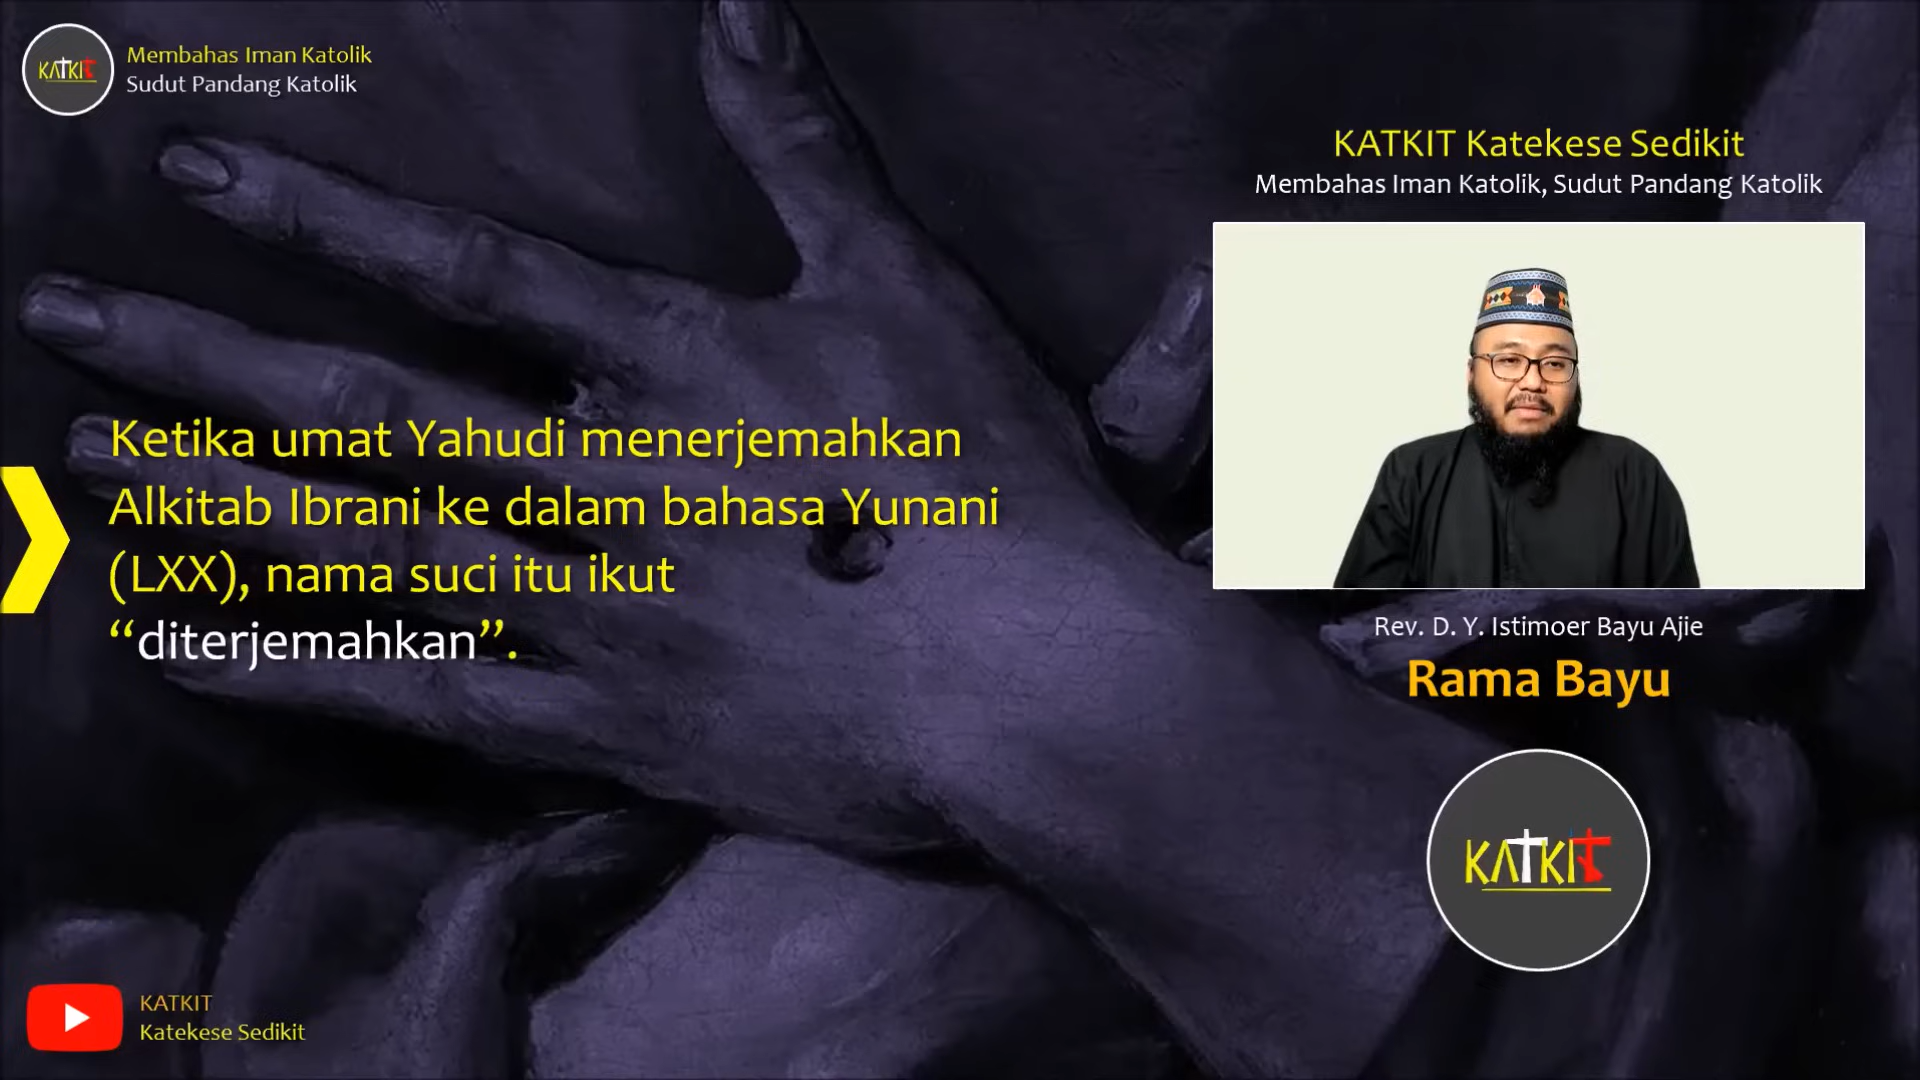 KATKIT
Membahas Iman Katolik
Sudut Pandang Katolik
KATKIT Katekese Sedikit
Membahas Iman Katolik, Sudut Pandang Katolik
Ketika umat Yahudi menerjemahkan
Alkitab Ibrani ke dalam bahasa Yunani
(LXX), nama suci itu ikut
“diterjemahkan”.
Rev. D. Y. Istimoer Bayu Ajie
Rama Bayu
KATKIT
KATKIT
Katekese Sedikit